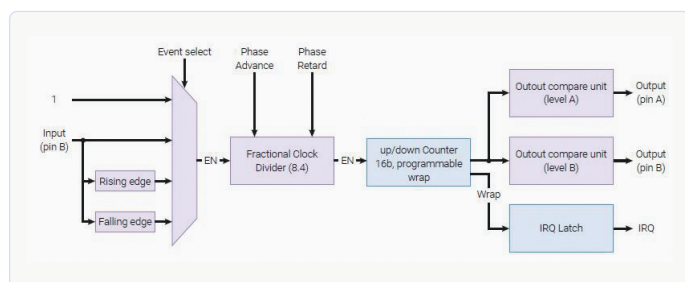 Event select
Phase
Advance
Phase
Retard
1
Input
(pin B)
Rising edge
Falling edge
EN
Fractional Clock
Divider (8.4)
EN
up/down Counter
16b, programmable
wrap
Wrap
Outout compare unit
(level A)
Output
(pin A)
Outout compare unit
(level B)
Output
(pin B)
IRQ Latch
IRQ